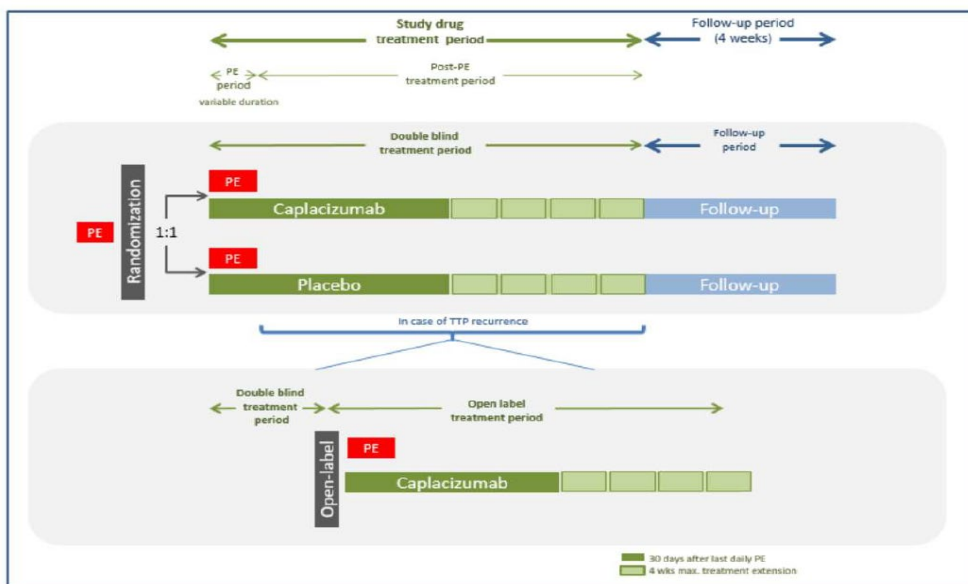 Study drug
treatment period
Follow-up period
(4 weeks)
PE
period
variable duration
Post-PE
treatment period
Double blind
treatment period
Follow-up
period
Randomization
PE
1:1
PE
Caplacizumab
Follow-up
PE
Placebo
Follow-up
In case of TTP recurrence
Double blind
treatment
period
Open label
treatment period
Open-label
PE
Caplacizumab
30 days after last daily PE
4 wks max. treatment extension